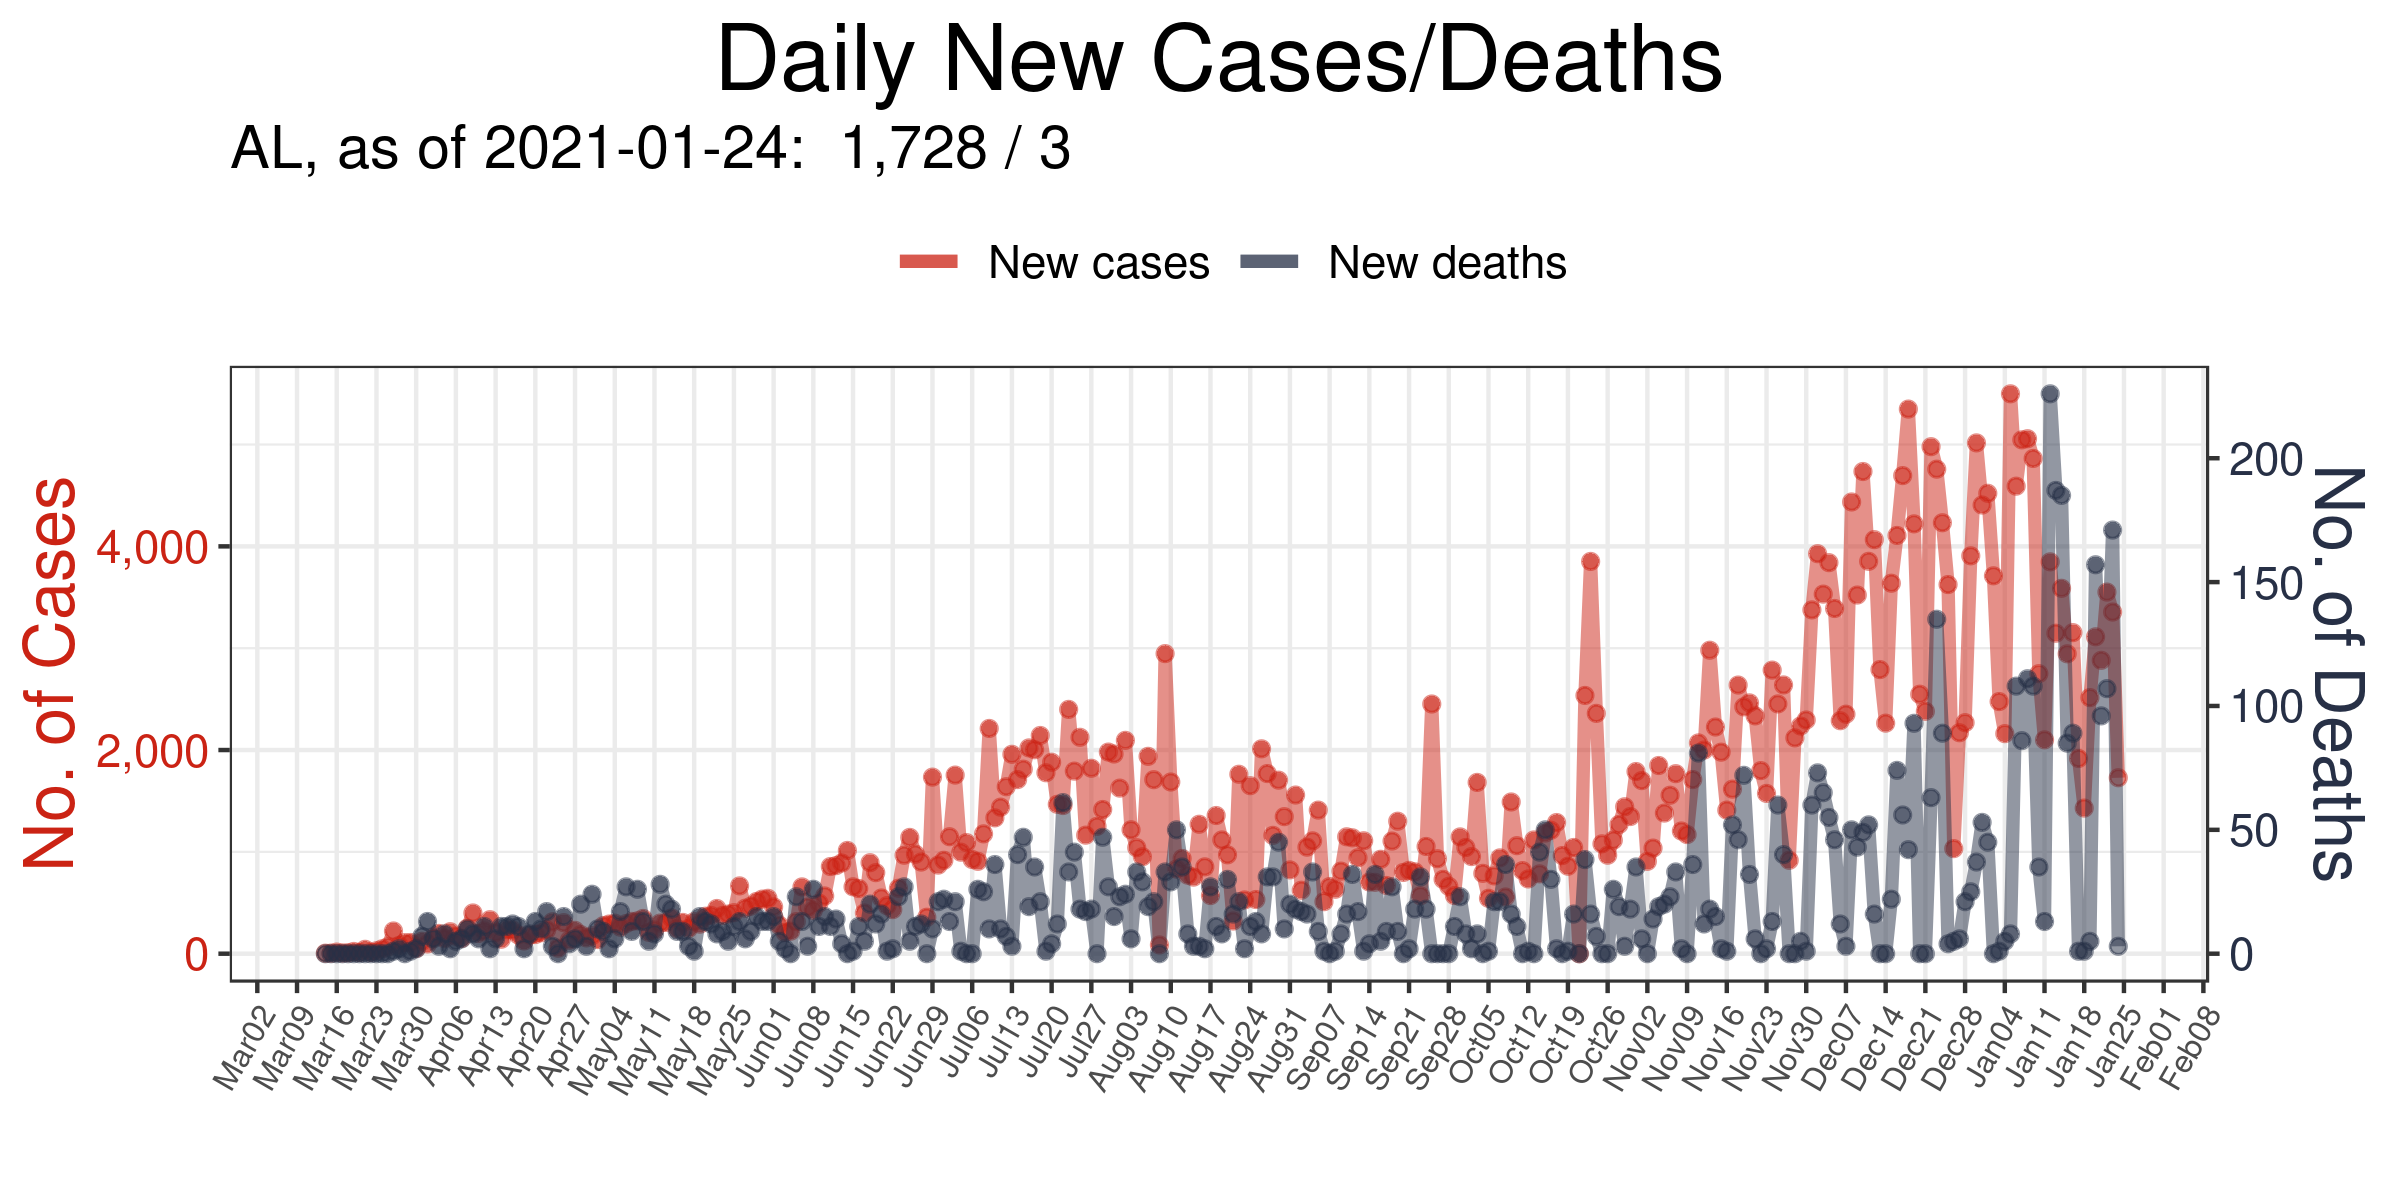 Daily New Cases/Deaths
AL, as of 2021-01-24: 1,728 / 3
New cases
New deaths
No. of Cases
4,000
2,000
0
200
150
100
50
0
No. of Deaths
Mar02
Mar09
Mar16
Mar23
Mar30
Apr06
Apr13
Apr20
Apr27
May04
May11
May18
May25
Jun01
Jun08
Jun15
Jun22
Jun29
Jul06
Jul13
Jul20
Jul27
Aug03
Aug10
Aug17
Aug24
Aug31
Sep07
Sep14
Sep21
Sep28
Oct05
Oct12
Oct19
Oct26
Nov02
Nov09
Nov16
Nov23
Nov30
Dec07
Dec14
Dec21
Dec28
Jan04
Jan11
Jan18
Jan25
Feb01
Feb08